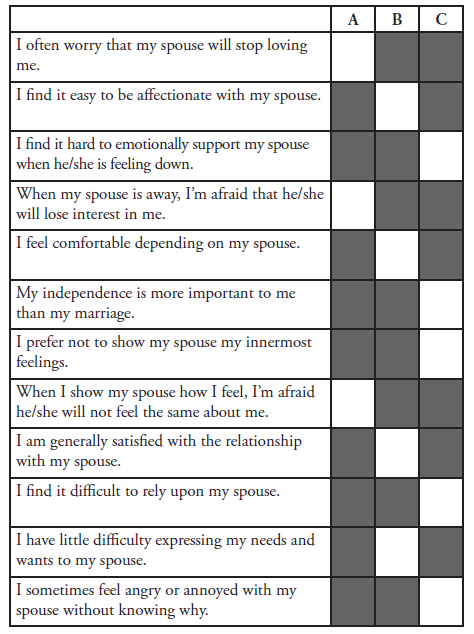 A B C
I often worry that my spouse will stop loving
me.
I find it easy to be affectionate with my spouse.
I find it hard to emotionally support my spouse
when he/she is feeling down.
When my spouse is away, I’m afraid that he/she
will lose interest in me.
I feel comfortable depending on my spouse.
My independence is more important to me
than my marriage.
I prefer not to show my spouse my innermost
feelings.
When I show my spouse how I feel, I’m afraid
he/she will not feel the same about me.
I am generally satisfied with the relationship
with my spouse.
I find it difficult to rely upon my spouse.
I have little difficulty expressing my needs and
wants to my spouse.
I sometimes feel angry or annoyed with my
spouse without knowing why.